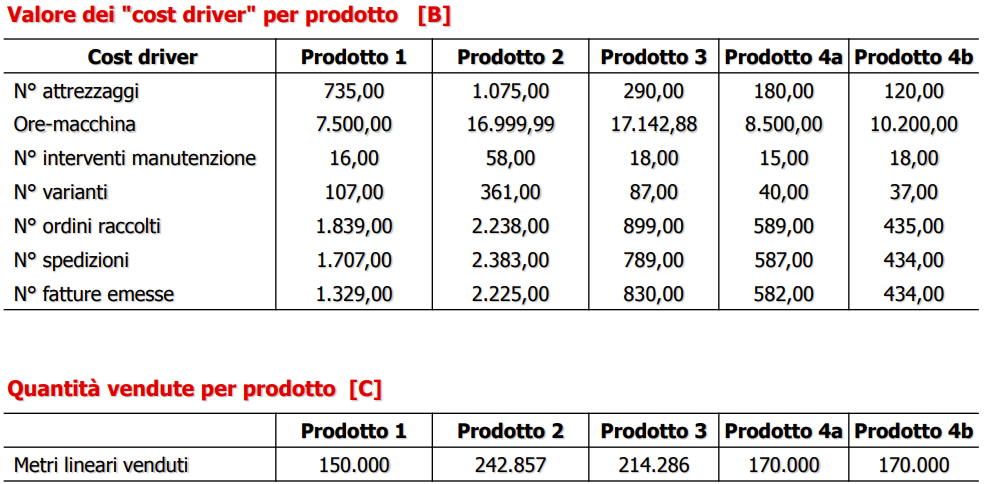 Valore dei "cost driver" per prodotto [B]
Cost driver Prodotto 1 Prodotto 2 Prodotto 3 Prodotto 4a Prodotto 4b
N° attrezzaggi 735,00 1.075,00 290,00 180,00 120,00
Ore-macchina 7.500,00 16.999,99 17.142,88 8.500,00 10.200,00
N° interventi manutenzione 16,00 58,00 18,00 15,00 18,00
N° varianti 107,00 361,00 87,00 40,00 37,00
N° ordini raccolti 1.839,00 2.238,00 899,00 589,00 435,00
N° spedizioni 1.707,00 2.383,00 789,00 587,00 434,00
N° fatture emesse 1.329,00 2.225,00 830,00 582,00 434,00
Quantità vendute per prodotto [C]
Prodotto 1 Prodotto 2 Prodotto 3 Prodotto 4a Prodotto 4b
Metri lineari venduti 150.000 242.857 214.286 170.000 170.000